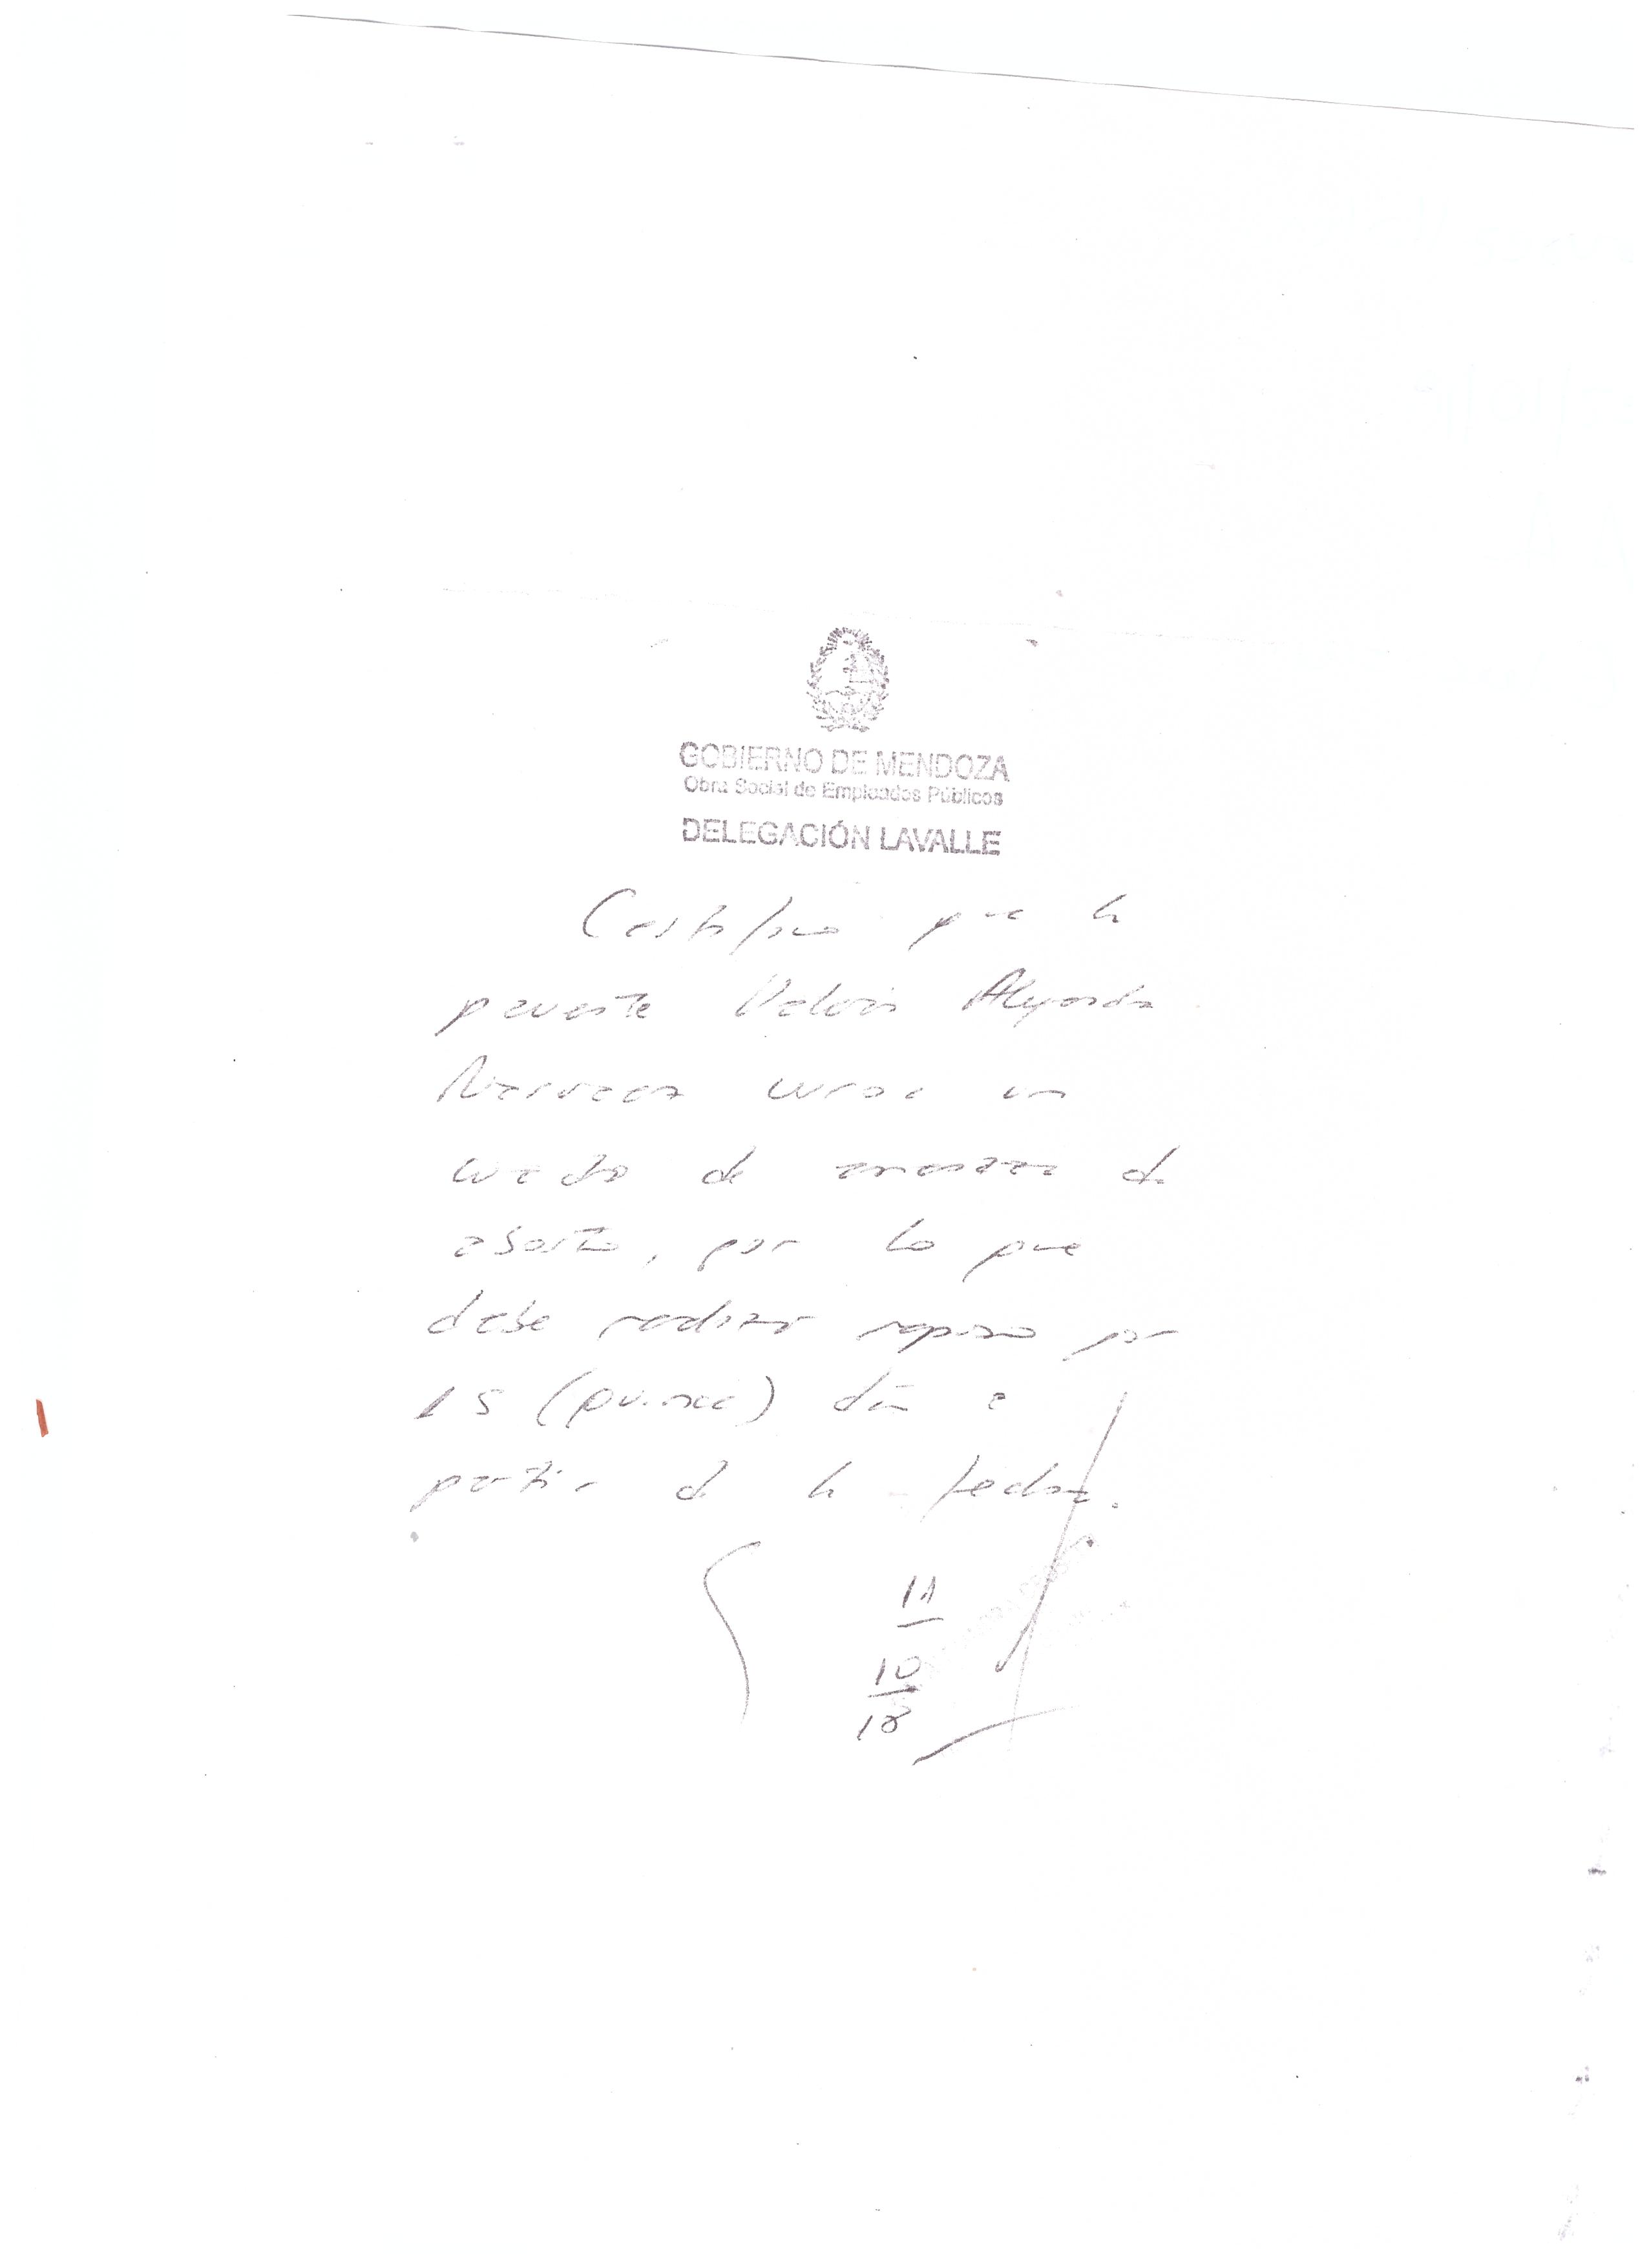 GOBIERNO DE MENDOZA
Obra Social de Empleados Públicos
DELEGACIÓN LAVALLE
Certifico que la
paciente Alejandra
cursa un
cuadro de amenaza de
aborto, por lo que
debe realizar reposo por
15 (quince) días a
partir de la fecha.
11
10
18